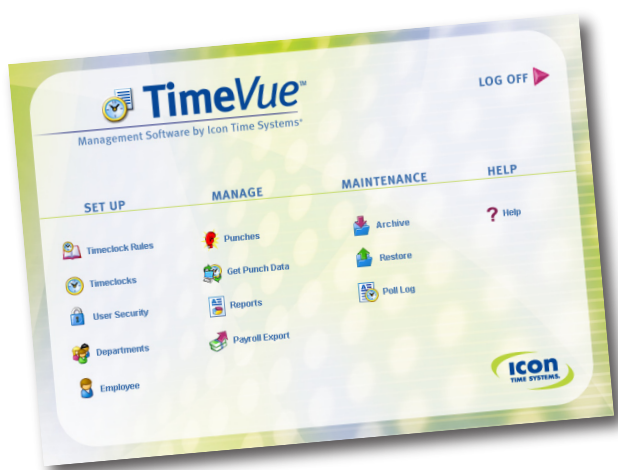 TimeVue™
Management Software by Icon Time Systems®
LOG OFF
SET UP
Timeclock Rules
Timeclocks
User Security
Departments
Employee
MANAGE
Punches
Get Punch Data
Reports
Payroll Export
MAINTENANCE
Archive
Restore
Poll Log
HELP
? Help
ICON
TIME SYSTEMS.